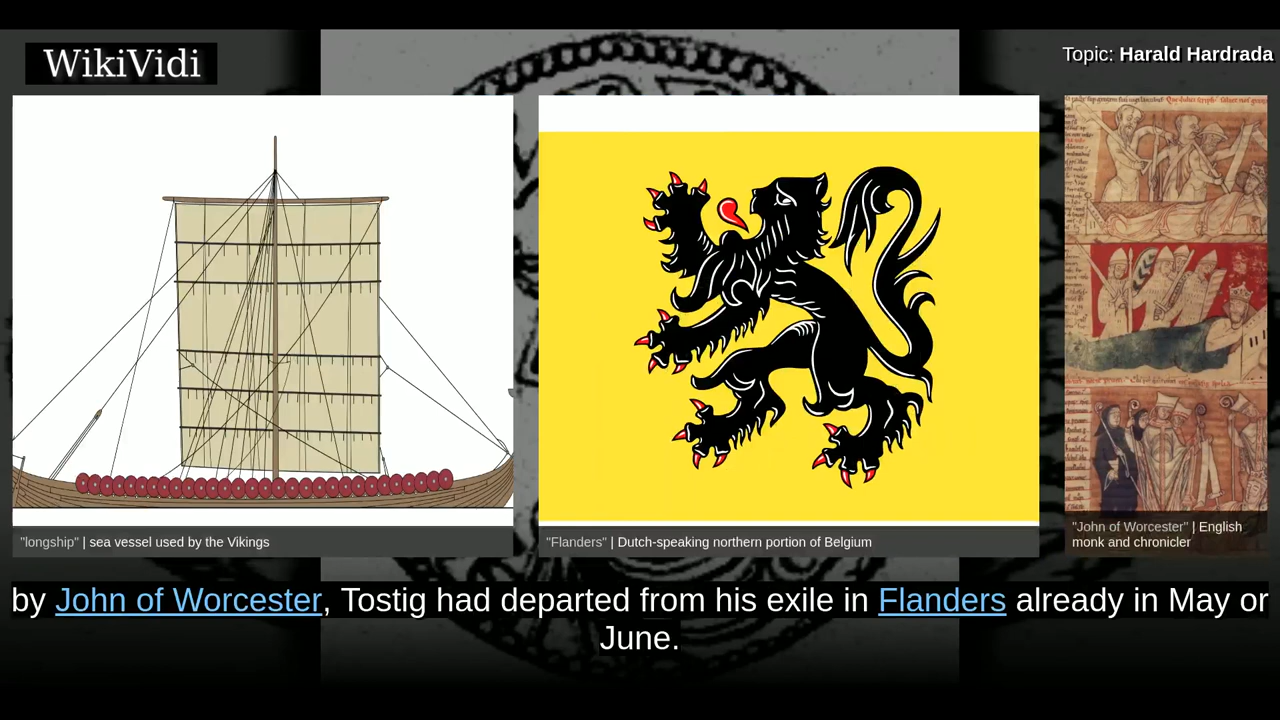 WikiVidi
Topic: Harald Hardrada
"longship" | sea vessel used by the Vikings
"Flanders" | Dutch-speaking northern portion of Belgium
"John of Worcester" | English
monk and chronicler
by John of Worcester, Tostig had departed from his exile in Flanders already in May or
June.